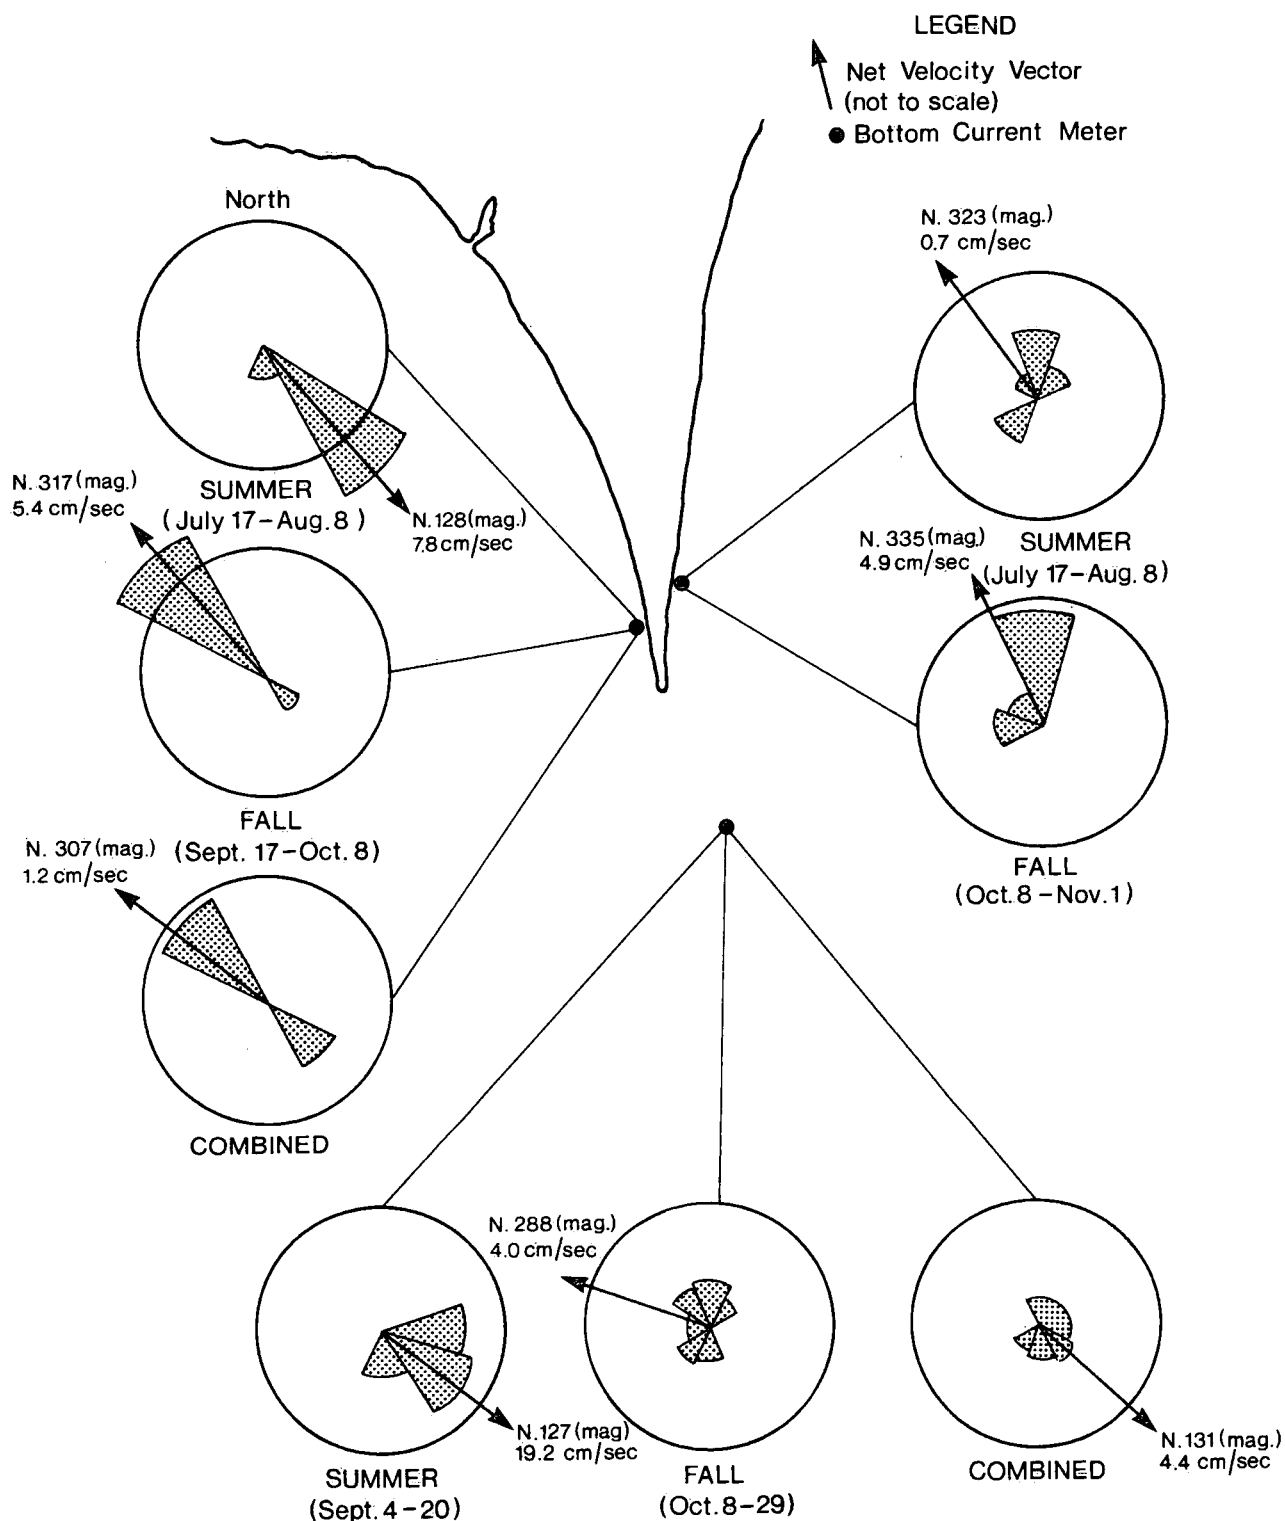 LEGEND
Net Velocity Vector
(not to scale)
Bottom Current Meter
North
N. 323 (mag.)
0.7 cm/sec
SUMMER
(July 17-Aug. 8)
N. 317 (mag.)
5.4 cm/sec
N. 128 (mag.)
7.8 cm/sec
N. 335 (mag.)
4.9 cm/sec
SUMMER
(July 17-Aug. 8)
FALL
(Sept. 17-Oct. 8)
N. 307 (mag.)
1.2 cm/sec
FALL
(Oct. 8-Nov. 1)
COMBINED
N. 288 (mag.)
4.0 cm/sec
N. 127 (mag)
19.2 cm/sec
N. 131 (mag.)
4.4 cm/sec
SUMMER
(Sept. 4-20)
FALL
(Oct. 8-29)
COMBINED